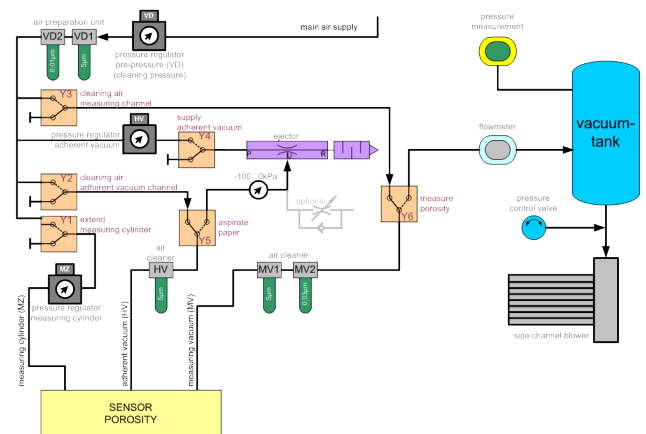 air preparation unit
VD
main air supply
VD2
VD1
pressure regulator
pre-pressure (VD)
(cleaning pressure)
0,01µm
5µm
pressure
measurement
Y3
cleaning air
measuring channel
HV
supply
adherent vacuum
pressure regulator
adherent vacuum
Y4
ejector
P
U
R
flowmeter
vacuum-
tank
Y2
cleaning air
adherent vacuum channel
-100...0kPa
optional
measure
porosity
Y6
pressure
control valve
Y1
extend
measuring cylinder
aspirate
paper
Y5
air
cleaner
HV
5µm
air cleaner
MV1
MV2
5µm
0,03µm
MZ
pressure regulator
measuring cylinder
side channel blower
measuring cylinder (MZ)
adherent vacuum (HV)
measuring vacuum (MV)
SENSOR
POROSITY